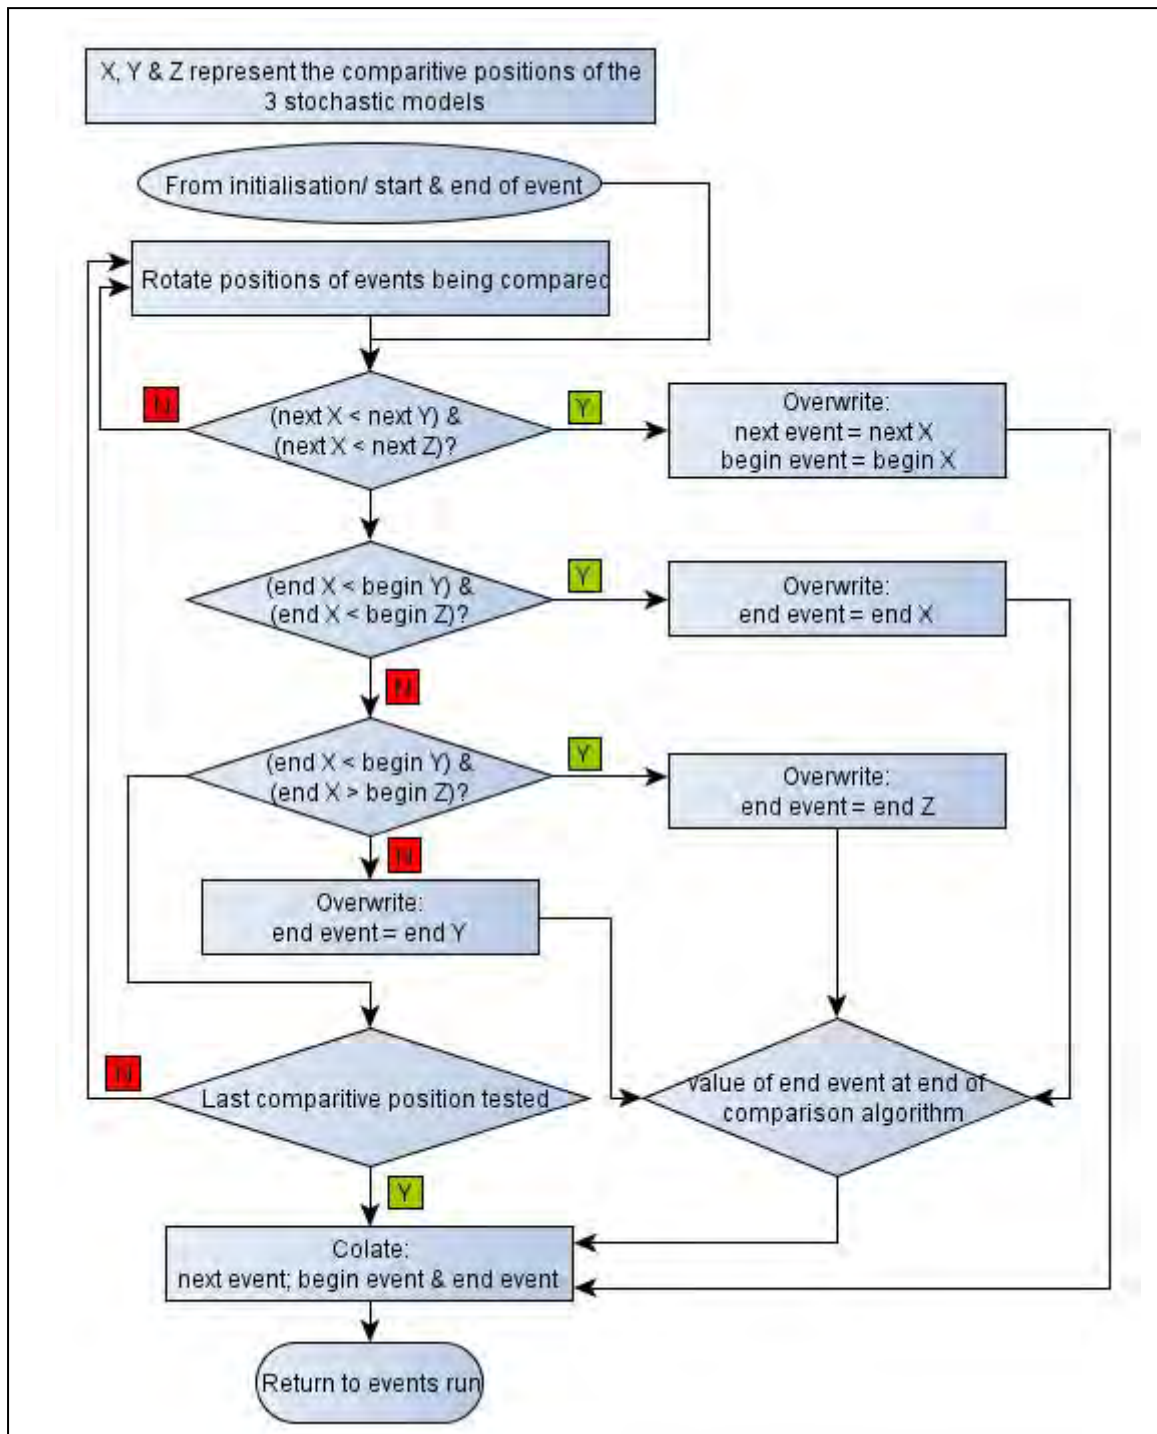 X, Y & Z represent the comparitive positions of the
3 stochastic models
From initialisation/ start & end of event
Rotate positions of events being compared
N
(next X < next Y) &
(next X < next Z)?
Y
Overwrite:
next event = next X
begin event = begin X
(end X < begin Y) &
(end X < begin Z)?
Y
Overwrite:
end event = end X
N
(end X < begin Y) &
(end X > begin Z)?
Y
Overwrite:
end event = end Z
N
Overwrite:
end event = end Y
N
Last comparitive position tested
value of end event at end of
comparison algorithm
Y
Colate:
next event; begin event & end event
Return to events run